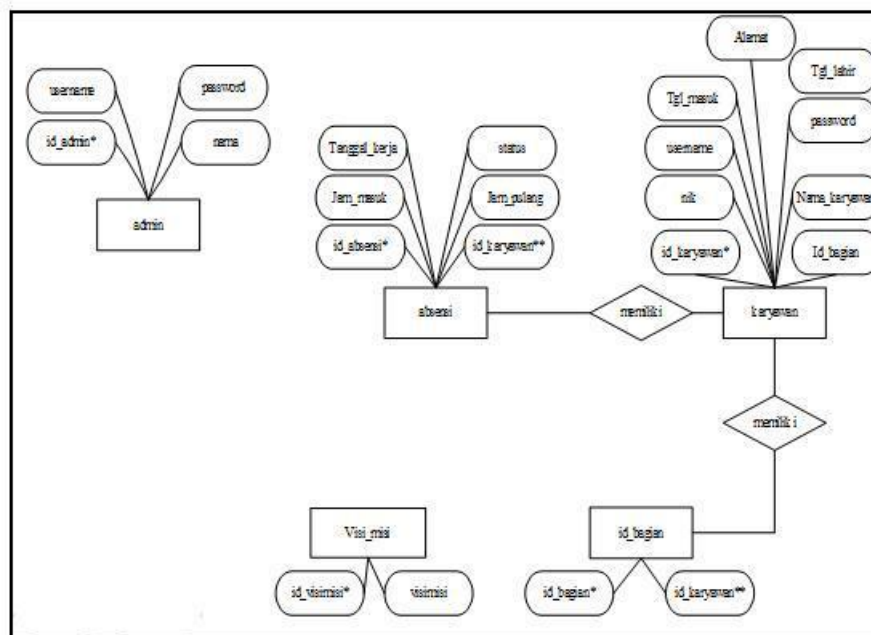 Alamat
Tgl_lahir
username
password
Tgl_masuk
id_admin*
nama
Tanggal_kerja
status
username
password
admin
Jam_masuk
Jam_pulang
nik
Nama_karyawan
id_absensi*
id_karyawan**
id_karyawan*
Id_bagian
absensi
memiliki
karyawan
memiliki
Visi_misi
id_bagian
id_visimisi*
visimisi
id_bagian*
id_karyawan**